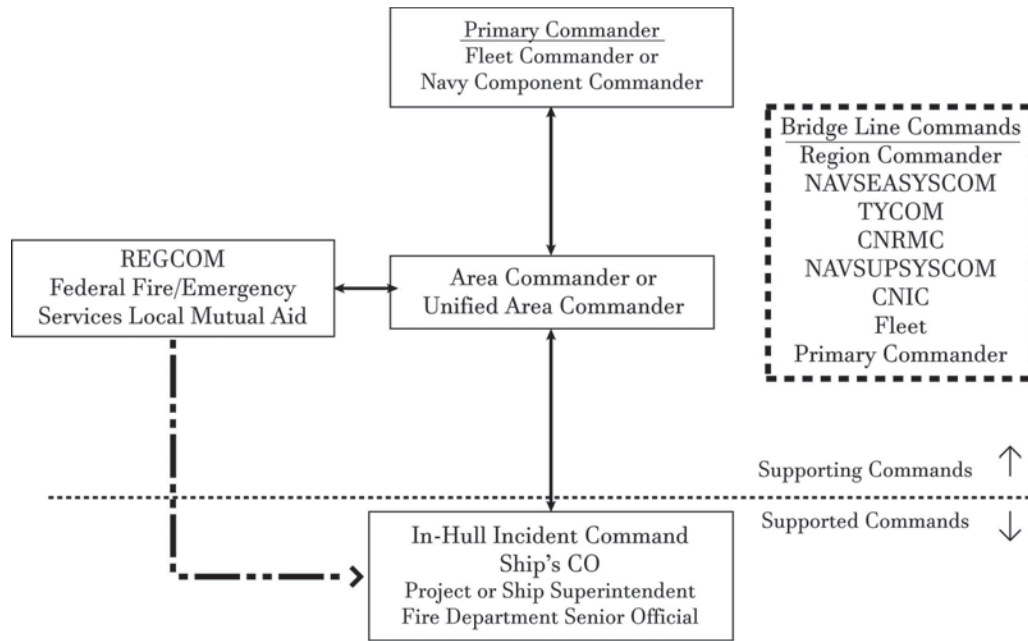 Primary Commander
Fleet Commander or
Navy Component Commander
Bridge Line Commands
Region Commander
NAVSEASYSCOM
TYCOM
CNRMC
NAVSUPSYSCOM
CNIC
Fleet
Primary Commander
REGCOM
Federal Fire/Emergency
Services Local Mutual Aid
Area Commander or
Unified Area Commander
Supporting Commands
Supported Commands
In-Hull Incident Command
Ship's CO
Project or Ship Superintendent
Fire Department Senior Official